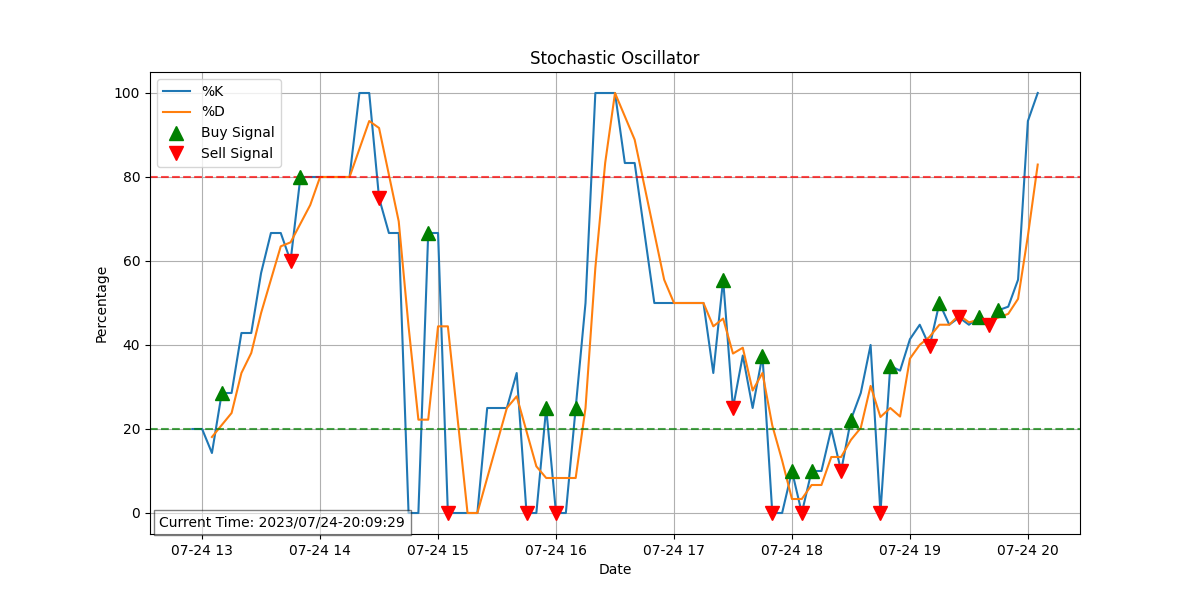 Stochastic Oscillator
%K
%D
Buy Signal
Sell Signal
100
80
60
40
20
0
Percentage
Current Time: 2023/07/24-20:09:29
07-24 13
07-24 14
07-24 15
07-24 16
07-24 17
07-24 18
07-24 19
07-24 20
Date